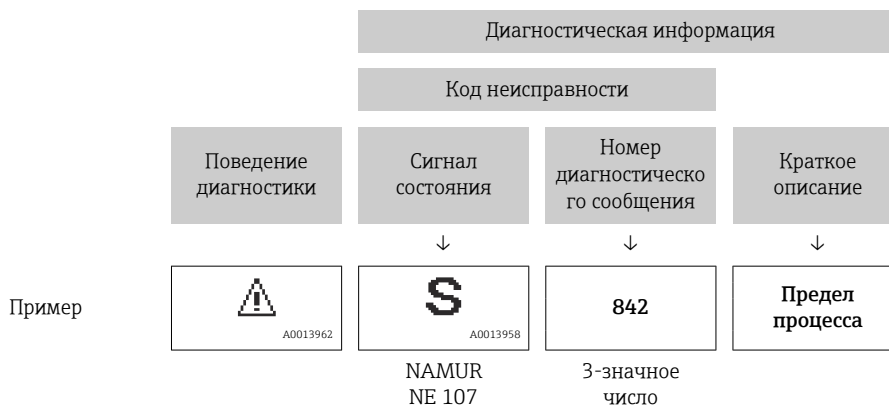 Диагностическая информация
Код неисправности
Поведение
диагностики
Сигнал
состояния
Номер
диагностическо
го сообщения
Краткое
описание
↓ ↓ ↓
Пример
A0013962
S
A0013958
842
Предел
процесса
NAMUR
NE 107
3-значное
число